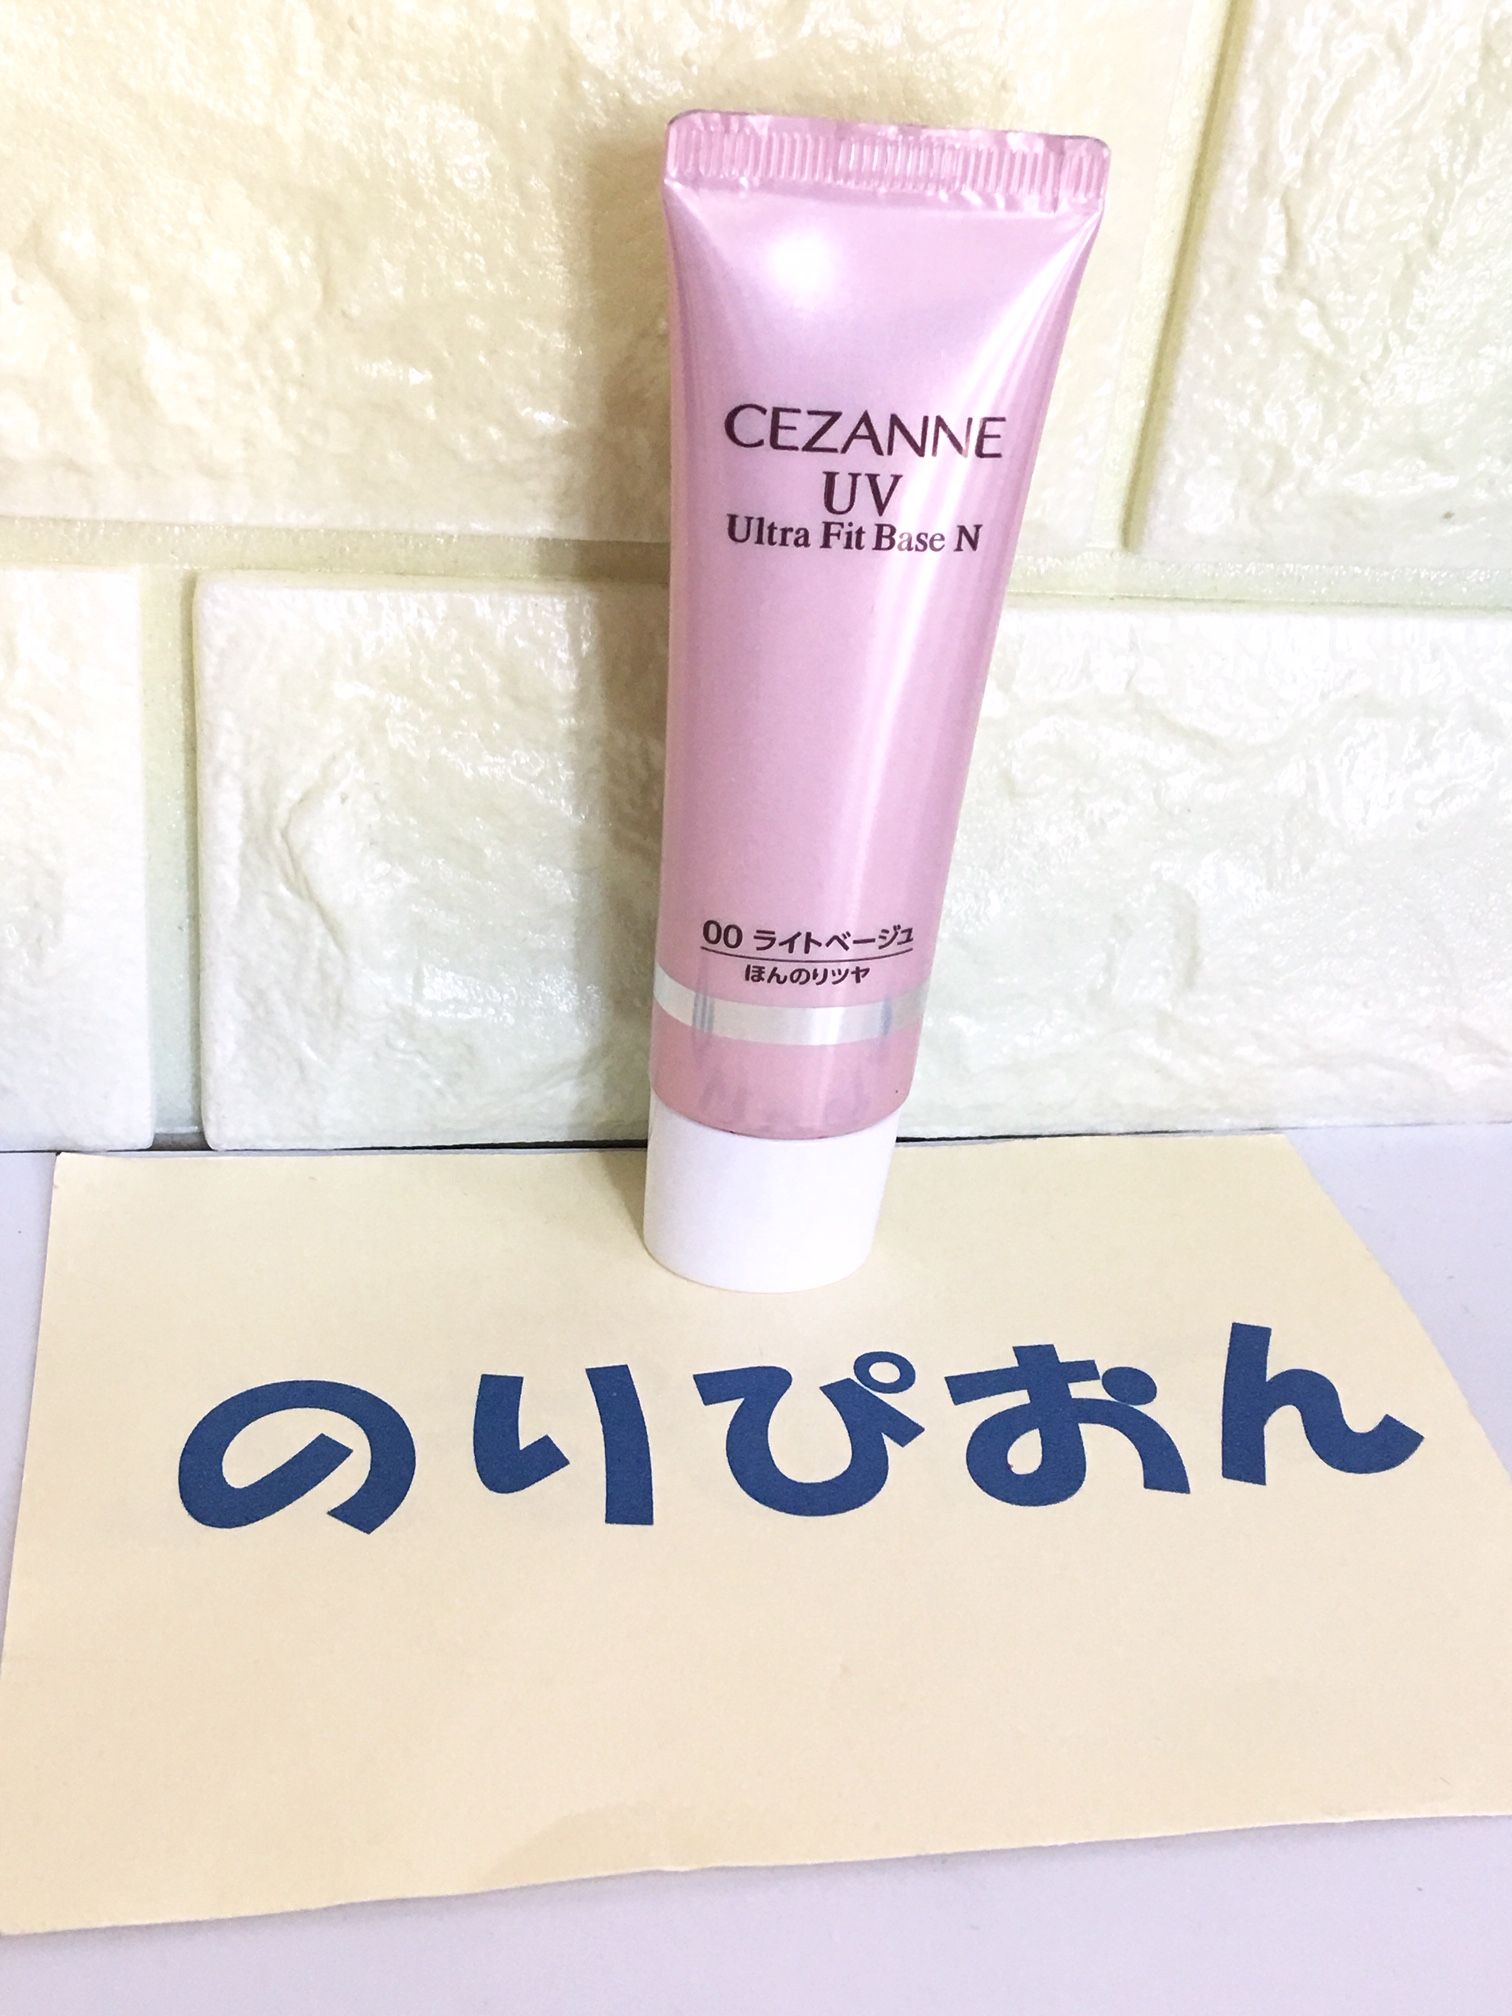 CEZANNE
UV
Ultra Fit Base N
00 ライトベージュ
ほんのりツヤ
のりぴおん